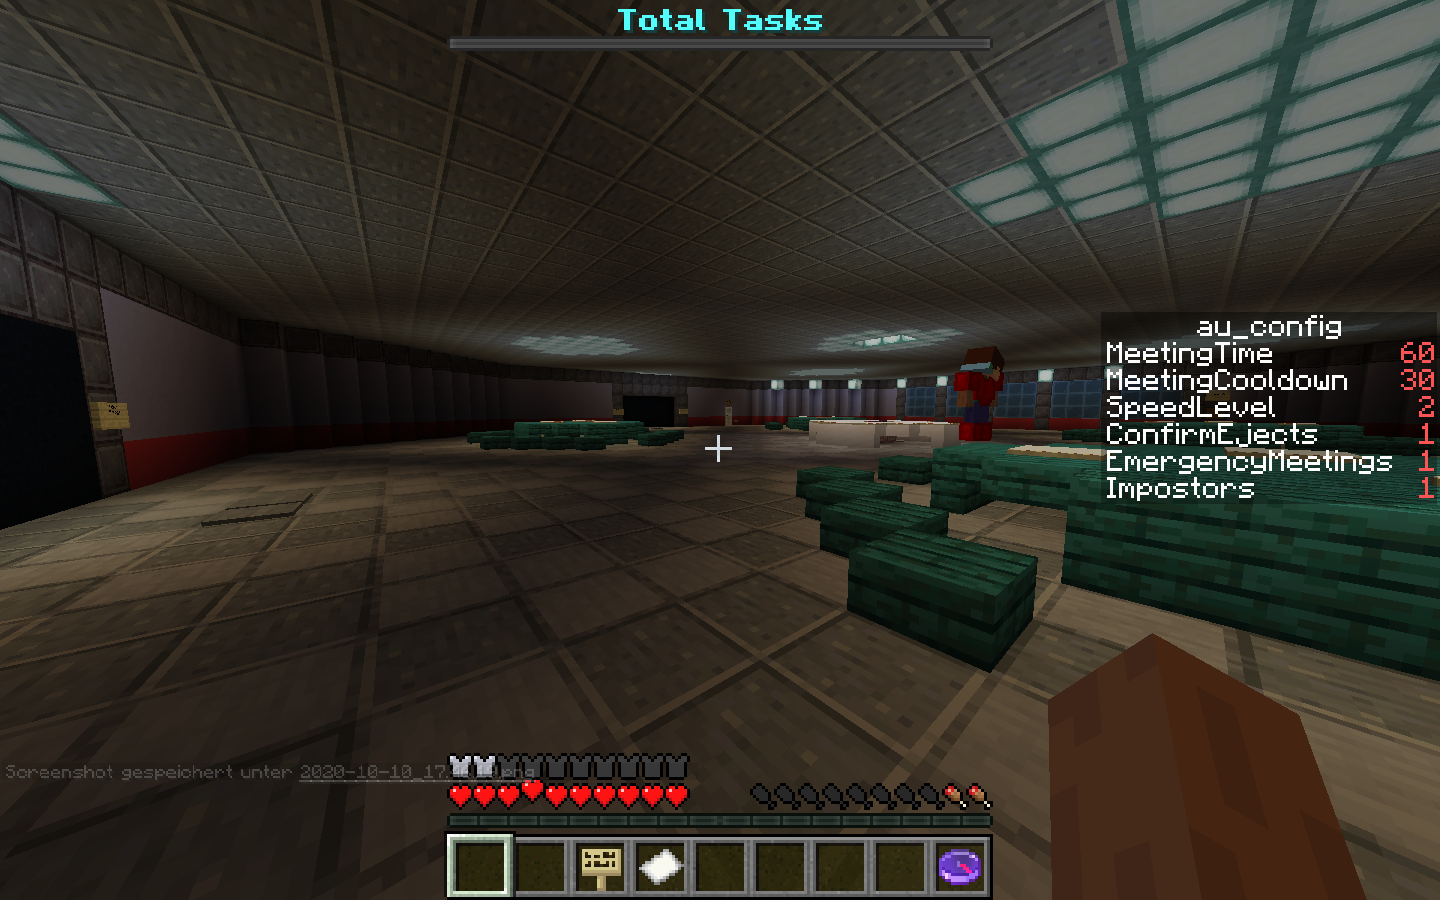 Total Tasks
au_config
MeetingTime 60
MeetingCooldown 30
SpeedLevel 2
ConfirmEjects 1
EmergencyMeetings 1
Impostors 1
Screenshot gespeichert unter